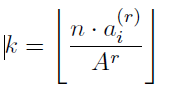 k = ⌊ n · a_i^(r) / A^r ⌋